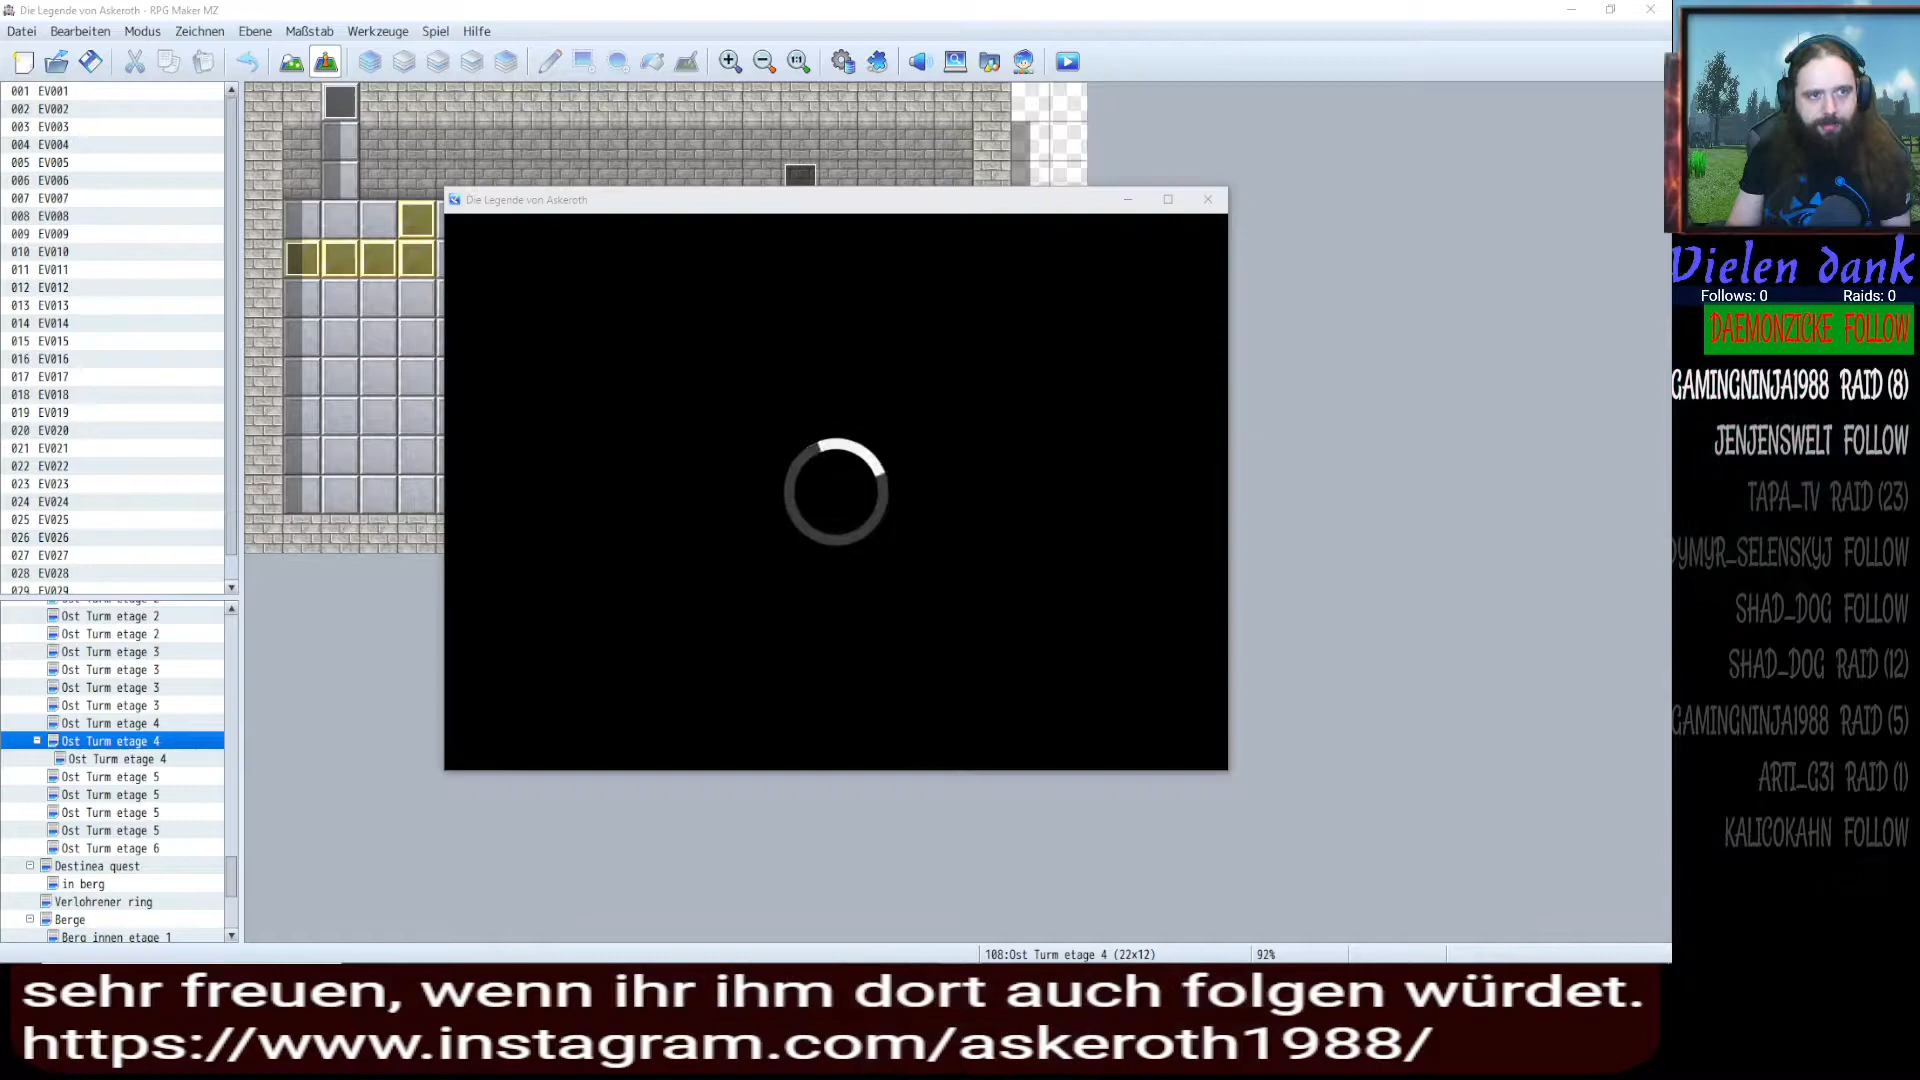 Die Legende von Askeroth - RPG Maker MZ
Datei Bearbeiten Modus Zeichnen Ebene Maßstab Werkzeuge Spiel Hilfe
001 EV001
002 EV002
003 EV003
004 EV004
005 EV005
006 EV006
007 EV007
008 EV008
009 EV009
010 EV010
011 EV011
012 EV012
013 EV013
014 EV014
015 EV015
016 EV016
017 EV017
018 EV018
019 EV019
020 EV020
021 EV021
022 EV022
023 EV023
024 EV024
025 EV025
026 EV026
027 EV027
028 EV028
029 EV029
Ost Turm etage 2
Ost Turm etage 2
Ost Turm etage 2
Ost Turm etage 3
Ost Turm etage 3
Ost Turm etage 3
Ost Turm etage 3
Ost Turm etage 4
Ost Turm etage 4
Ost Turm etage 4
Ost Turm etage 5
Ost Turm etage 5
Ost Turm etage 5
Ost Turm etage 5
Ost Turm etage 6
Destinea quest
in berg
Verlohrener ring
Berge
Berg innen etage 1
Die Legende von Askeroth
108:Ost Turm etage 4 (22x12)
92%
Vielen dank
Follows: 0 Raids: 0
DAEMONZICKE FOLLOW
GAMINGNINJA1988 RAID (8)
JENJENSWELT FOLLOW
TAPA_TV RAID (23)
DYMYR_SELENSKYJ FOLLOW
SHAD_DOG FOLLOW
SHAD_DOG RAID (12)
GAMINGNINJA1988 RAID (5)
ARTI_G31 RAID (1)
KALICOKAHN FOLLOW
sehr freuen, wenn ihr ihm dort auch folgen würdet.
https://www.instagram.com/askeroth1988/